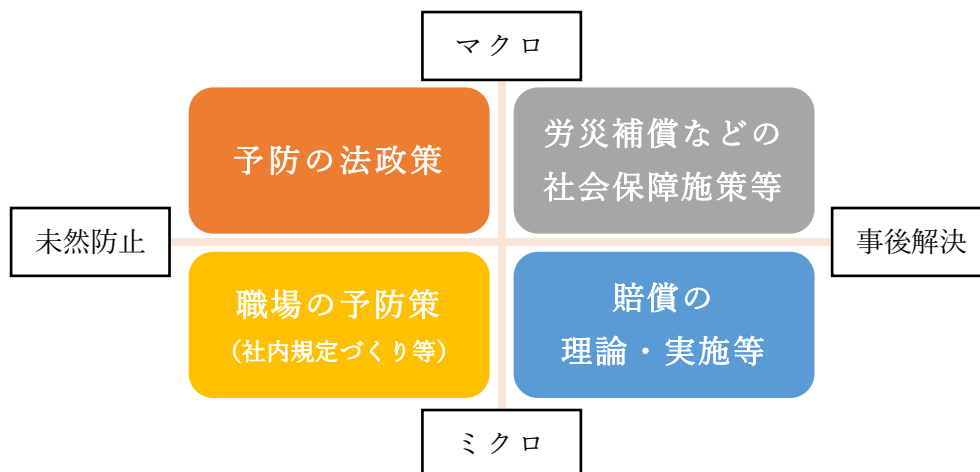 マクロ
予防の法政策
労災補償などの
社会保障施策等
未然防止
事後解決
職場の予防策
（社内規定づくり等）
賠償の
理論・実施等
ミクロ